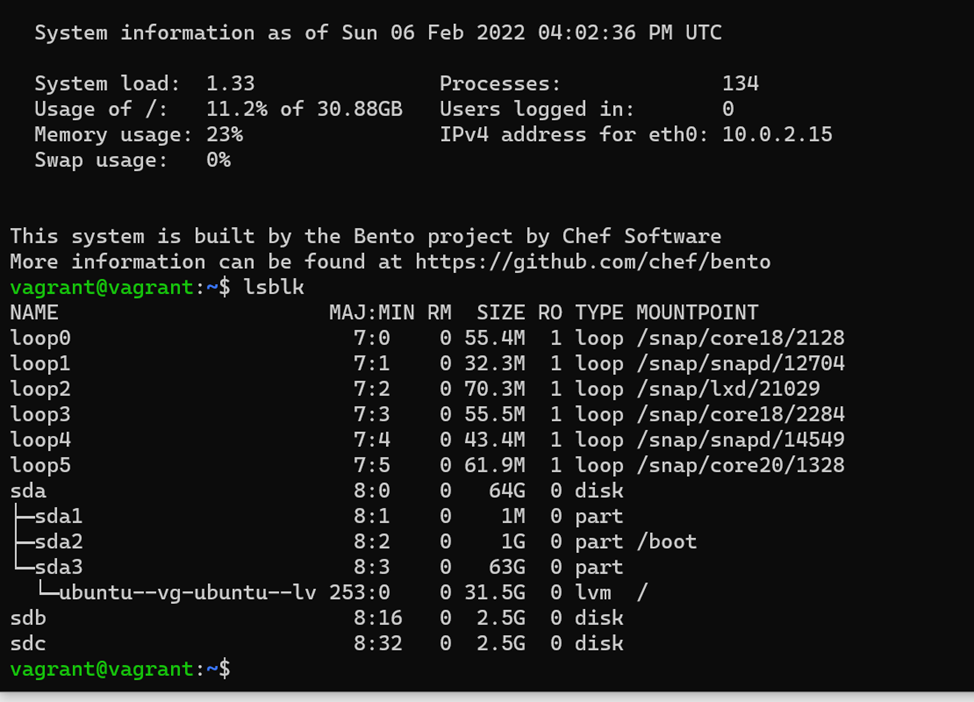 System information as of Sun 06 Feb 2022 04:02:36 PM UTC
System load:  1.33               Processes:             134
Usage of /:   11.2% of 30.88GB   Users logged in:       0
Memory usage: 23%                IPv4 address for eth0: 10.0.2.15
Swap usage:   0%
This system is built by the Bento project by Chef Software
More information can be found at https://github.com/chef/bento
vagrant@vagrant:~$ lsblk
NAME                      MAJ:MIN RM  SIZE RO TYPE MOUNTPOINT
loop0                       7:0    0 55.4M  1 loop /snap/core18/2128
loop1                       7:1    0 32.3M  1 loop /snap/snapd/12704
loop2                       7:2    0 70.3M  1 loop /snap/lxd/21029
loop3                       7:3    0 55.5M  1 loop /snap/core18/2284
loop4                       7:4    0 43.4M  1 loop /snap/snapd/14549
loop5                       7:5    0 61.9M  1 loop /snap/core20/1328
sda                         8:0    0   64G  0 disk
├─sda1                      8:1    0    1M  0 part
├─sda2                      8:2    0    1G  0 part /boot
└─sda3                      8:3    0   63G  0 part
  └─ubuntu--vg-ubuntu--lv 253:0    0 31.5G  0 lvm  /
sdb                         8:16   0  2.5G  0 disk
sdc                         8:32   0  2.5G  0 disk
vagrant@vagrant:~$